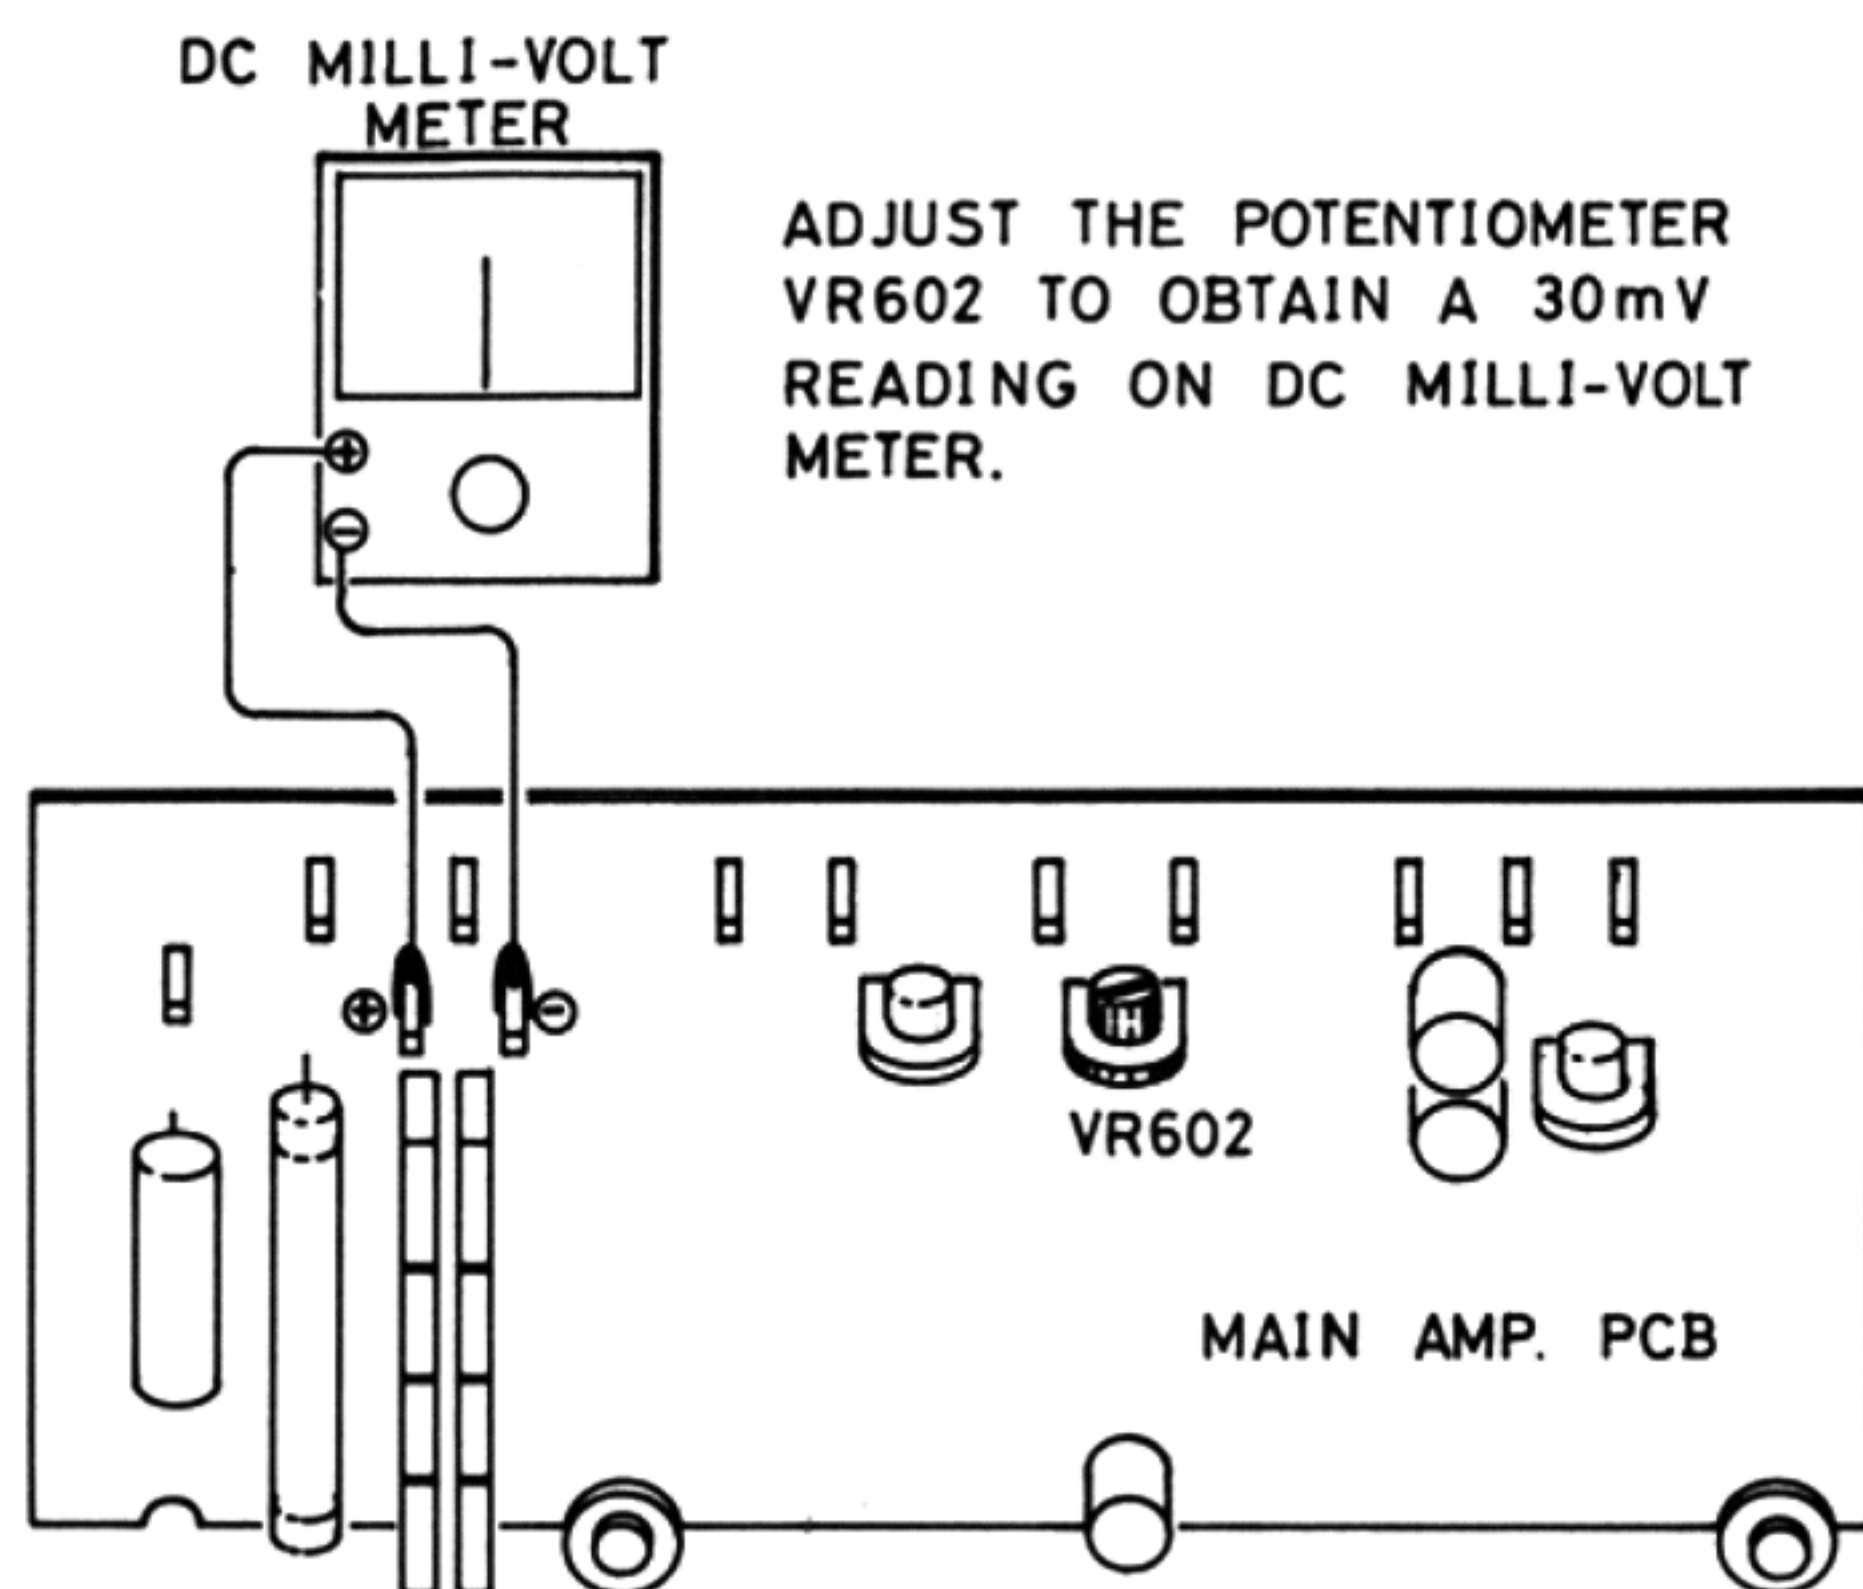 DC MILLI-VOLT
METER
ADJUST THE POTENTIOMETER
VR602 TO OBTAIN A 30mV
READING ON DC MILLI-VOLT
METER.
VR602
MAIN AMP. PCB